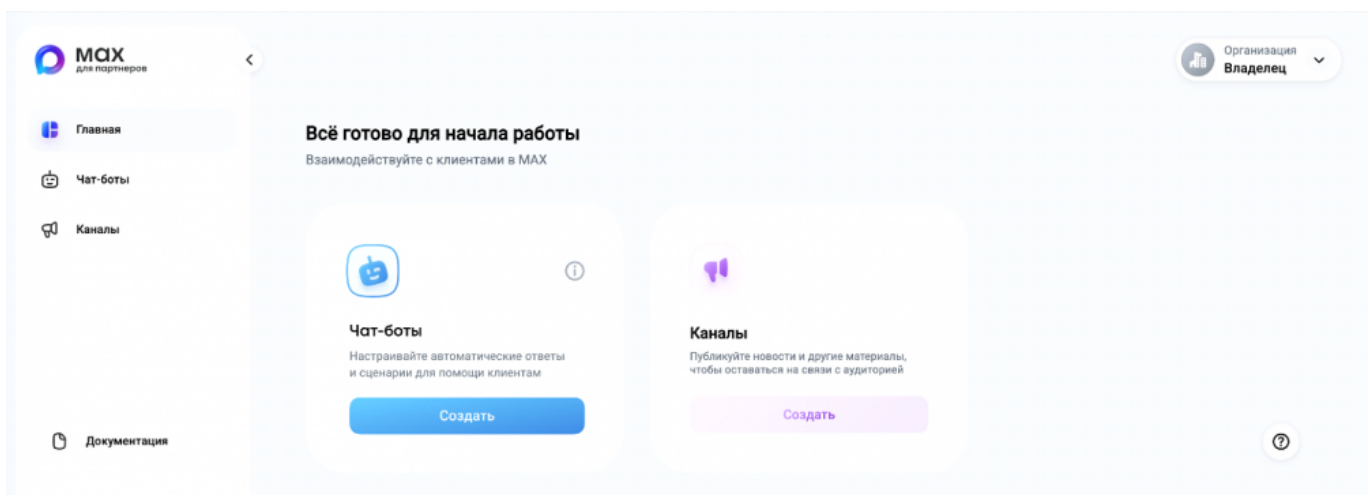 max
для партнеров
Организация
Владелец
Главная
Чат-боты
Каналы
Всё готово для начала работы
Взаимодействуйте с клиентами в MAX
Чат-боты
Настраивайте автоматические ответы
и сценарии для помощи клиентам
Создать
Каналы
Публикуйте новости и другие материалы,
чтобы оставаться на связи с аудиторией
Создать
Документация